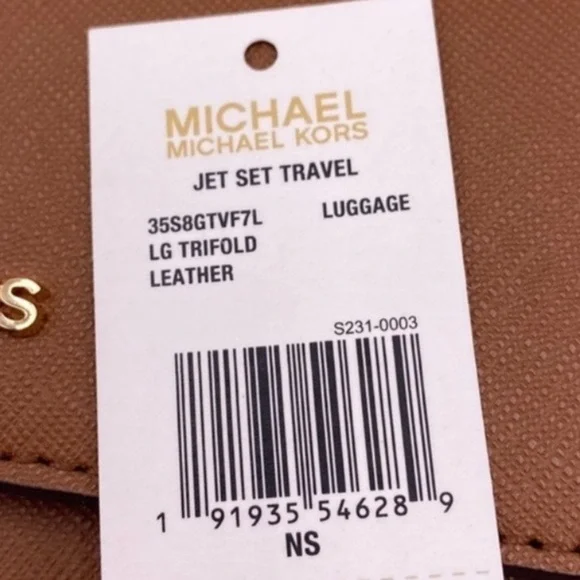 MICHAEL
MICHAEL KORS
JET SET TRAVEL
35S8GTVF7L LUGGAGE
LG TRIFOLD
LEATHER
S
S231-0003
1 91935 54628 9
NS